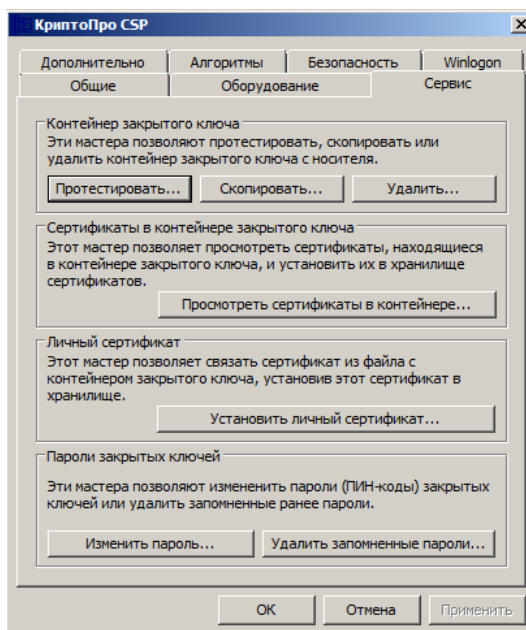 КриптоПро CSP
Дополнительно Алгоритмы Безопасность Winlogon
Общие Оборудование Сервис
Контейнер закрытого ключа
Эти мастера позволяют протестировать, скопировать или
удалить контейнер закрытого ключа с носителя.
Протестировать... Скопировать... Удалить...
Сертификаты в контейнере закрытого ключа
Этот мастер позволяет просмотреть сертификаты, находящиеся
в контейнере закрытого ключа, и установить их в хранилище
сертификатов.
Просмотреть сертификаты в контейнере...
Личный сертификат
Этот мастер позволяет связать сертификат из файла с
контейнером закрытого ключа, установив этот сертификат в
хранилище.
Установить личный сертификат...
Пароли закрытых ключей
Эти мастера позволяют измененить пароли (ПИН-коды) закрытых
ключей или удалить запомненные ранее пароли.
Изменить пароль... Удалить запомненные пароли...
ОК Отмена Применить